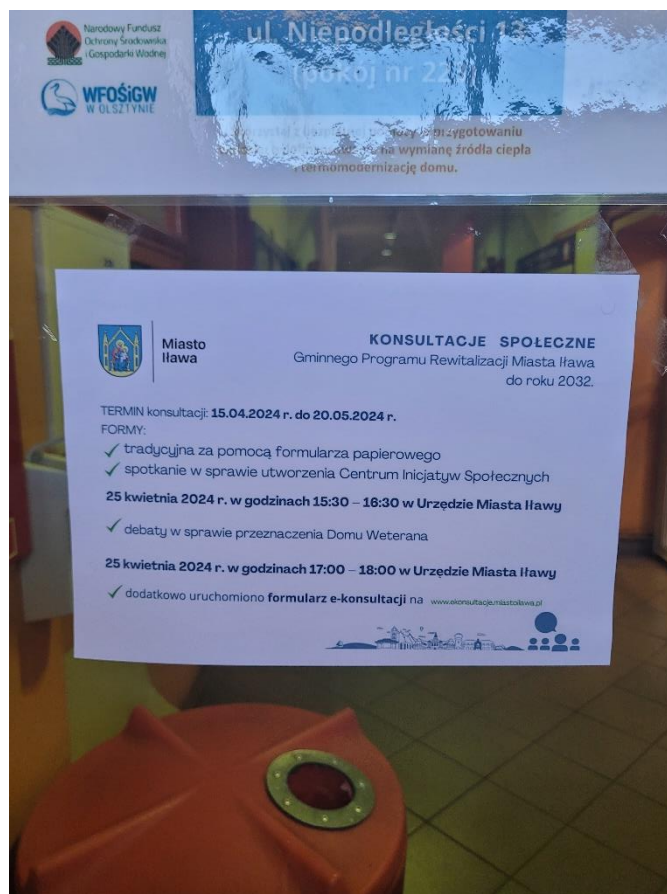 Narodowy Fundusz
Ochrony Środowiska
i Gospodarki Wodnej
WFOŚiGW
W OLSZTYNIE
ul. Niepodległości 13
(pokój nr 22
przygotowaniu
na wymianę źródła ciepła
i termomodernizację domu.
Miasto
Iława
KONSULTACJE SPOŁECZNE
Gminnego Programu Rewitalizacji Miasta Iława
do roku 2032.
TERMIN konsultacji: 15.04.2024 r. do 20.05.2024 r.
FORMY:
✓ tradycyjna za pomocą formularza papierowego
✓ spotkanie w sprawie utworzenia Centrum Inicjatyw Społecznych
25 kwietnia 2024 r. w godzinach 15:30 – 16:30 w Urzędzie Miasta Iławy
✓ debaty w sprawie przeznaczenia Domu Weterana
25 kwietnia 2024 r. w godzinach 17:00 – 18:00 w Urzędzie Miasta Iławy
✓ dodatkowo uruchomiono formularz e-konsultacji na www.ekonsultacje.miastoilawa.pl